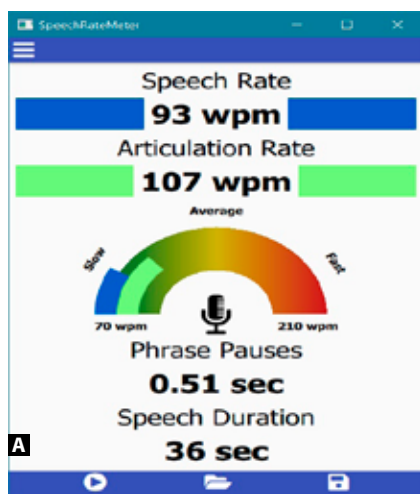 SpeechRateMeter
Speech Rate
93 wpm
Articulation Rate
107 wpm
Average
Slow
Fast
70 wpm
210 wpm
Phrase Pauses
0.51 sec
Speech Duration
36 sec
A